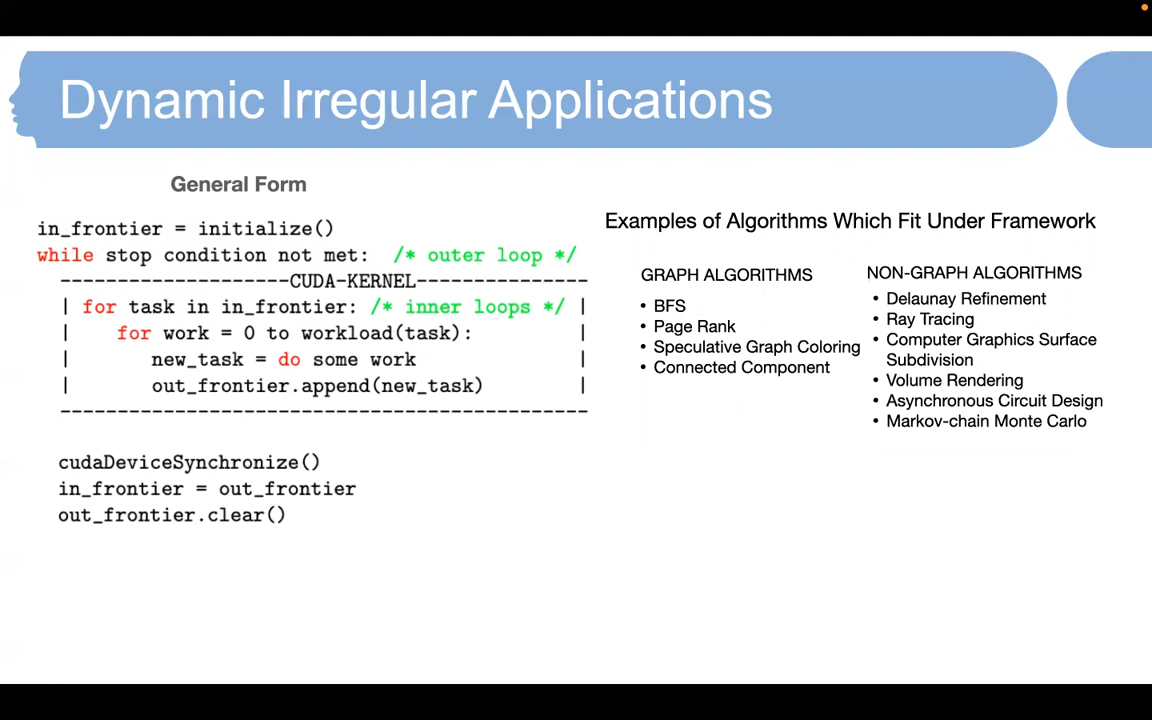 Dynamic Irregular Applications
General Form
in_frontier = initialize()
while stop condition not met: /* outer loop */
-------------------CUDA-KERNEL---------------
| for task in in_frontier: /* inner loops */ |
| for work = 0 to workload(task): |
| new_task = do some work |
| out_frontier.append(new_task) |
---------------------------------------------
cudaDeviceSynchronize()
in_frontier = out_frontier
out_frontier.clear()
Examples of Algorithms Which Fit Under Framework
GRAPH ALGORITHMS
• BFS
• Page Rank
• Speculative Graph Coloring
• Connected Component
NON-GRAPH ALGORITHMS
• Delaunay Refinement
• Ray Tracing
• Computer Graphics Surface
Subdivision
• Volume Rendering
• Asynchronous Circuit Design
• Markov-chain Monte Carlo